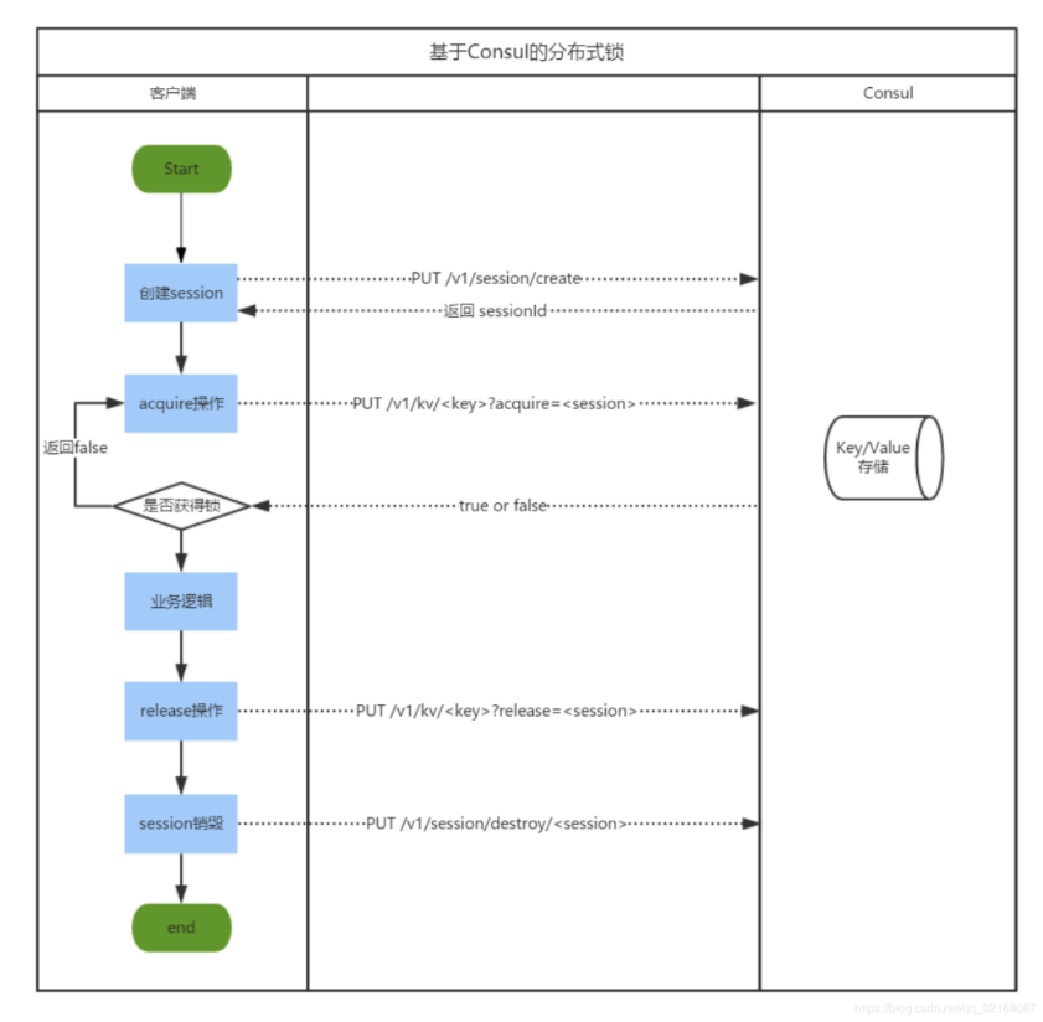 基于Consul的分布式锁
客户端
Consul
Start
创建session
PUT /v1/session/create
返回 sessionId
acquire操作
PUT /v1/kv/<key>?acquire=<session>
返回false
Key/Value
存储
是否获得锁
true or false
业务逻辑
release操作
PUT /v1/kv/<key>?release=<session>
session销毁
PUT /v1/session/destroy/<session>
end
https://blog.csdn.net/qq_52168087